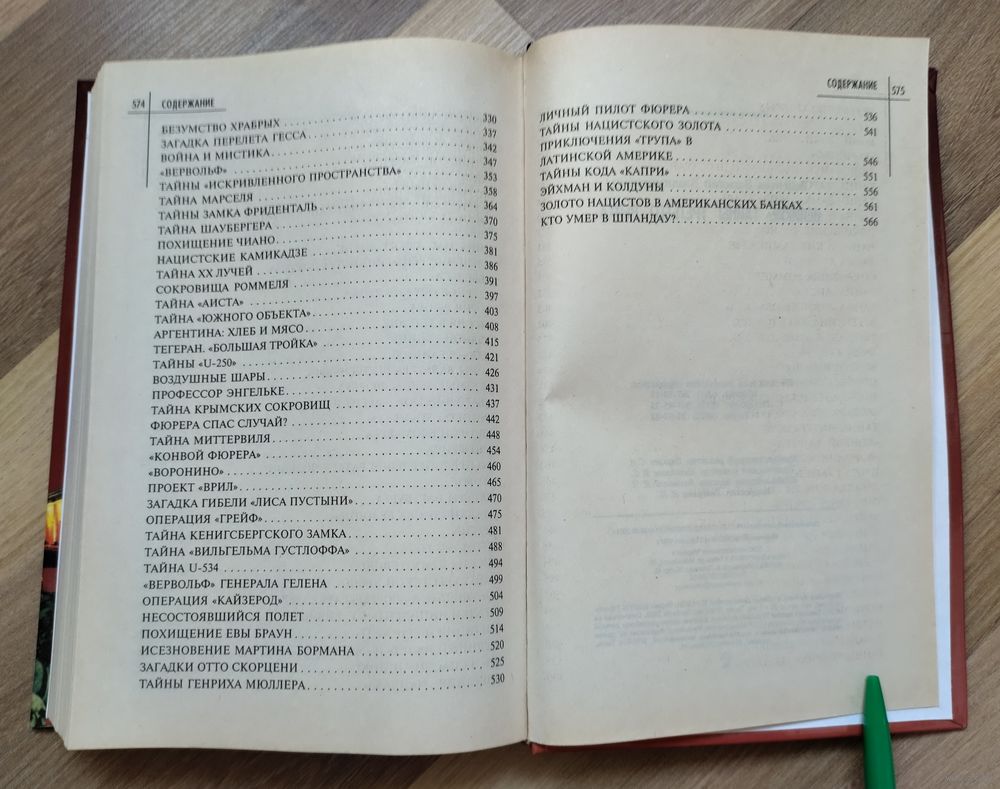 574 СОДЕРЖАНИЕ
БЕЗУМСТВО ХРАБРЫХ 330
ЗАГАДКА ПЕРЕЛЕТА ГЕССА 337
ВОЙНА И МИСТИКА 342
«ВЕРВОЛЬФ» 347
ТАЙНЫ «ИСКРИВЛЕННОГО ПРОСТРАНСТВА» 353
ТАЙНА МАРСЕЛЯ 358
ТАЙНЫ ЗАМКА ФРИДЕНТАЛЬ 364
ТАЙНА ШАУБЕРГЕРА 370
ПОХИЩЕНИЕ ЧИАНО 375
НАЦИСТСКИЕ КАМИКАДЗЕ 381
ТАЙНА ХХ ЛУЧЕЙ 386
СОКРОВИЩА РОММЕЛЯ 391
ТАЙНА «АИСТА» 397
ТАЙНА «ЮЖНОГО ОБЪЕКТА» 403
АРГЕНТИНА: ХЛЕБ И МЯСО 408
ТЕГЕРАН. «БОЛЬШАЯ ТРОЙКА» 415
ТАЙНЫ «U-250» 421
ВОЗДУШНЫЕ ШАРЫ 426
ПРОФЕССОР ЭНГЕЛЬКЕ 431
ТАЙНА КРЫМСКИХ СОКРОВИЩ 437
ФЮРЕРА СПАС СЛУЧАЙ? 442
ТАЙНА МИТТЕРВИЛЯ 448
«КОНВОЙ ФЮРЕРА» 454
«ВОРОНИНО» 460
ПРОЕКТ «ВРИЛ» 465
ЗАГАДКА ГИБЕЛИ «ЛИСА ПУСТЫНИ» 470
ОПЕРАЦИЯ «ГРЕЙФ» 475
ТАЙНА КЕНИГСБЕРГСКОГО ЗАМКА 481
ТАЙНА «ВИЛЬГЕЛЬМА ГУСТЛОФФА» 488
ТАЙНА U-534 494
«ВЕРВОЛЬФ» ГЕНЕРАЛА ГЕЛЕНА 499
ОПЕРАЦИЯ «КАЙЗЕРОД» 504
НЕСОСТОЯВШИЙСЯ ПОЛЕТ 509
ПОХИЩЕНИЕ ЕВЫ БРАУН 514
ИСЕЗНОВЕНИЕ МАРТИНА БОРМАНА 520
ЗАГАДКИ ОТТО СКОРЦЕНИ 525
ТАЙНЫ ГЕНРИХА МЮЛЛЕРА 530
СОДЕРЖАНИЕ 575
ЛИЧНЫЙ ПИЛОТ ФЮРЕРА 536
ТАЙНЫ НАЦИСТСКОГО ЗОЛОТА 541
ПРИКЛЮЧЕНИЯ «ТРУПА» В
ЛАТИНСКОЙ АМЕРИКЕ 546
ТАЙНЫ КОДА «КАПРИ» 551
ЭЙХМАН И КОЛДУНЫ 556
ЗОЛОТО НАЦИСТОВ В АМЕРИКАНСКИХ БАНКАХ 561
КТО УМЕР В ШПАНДАУ? 566